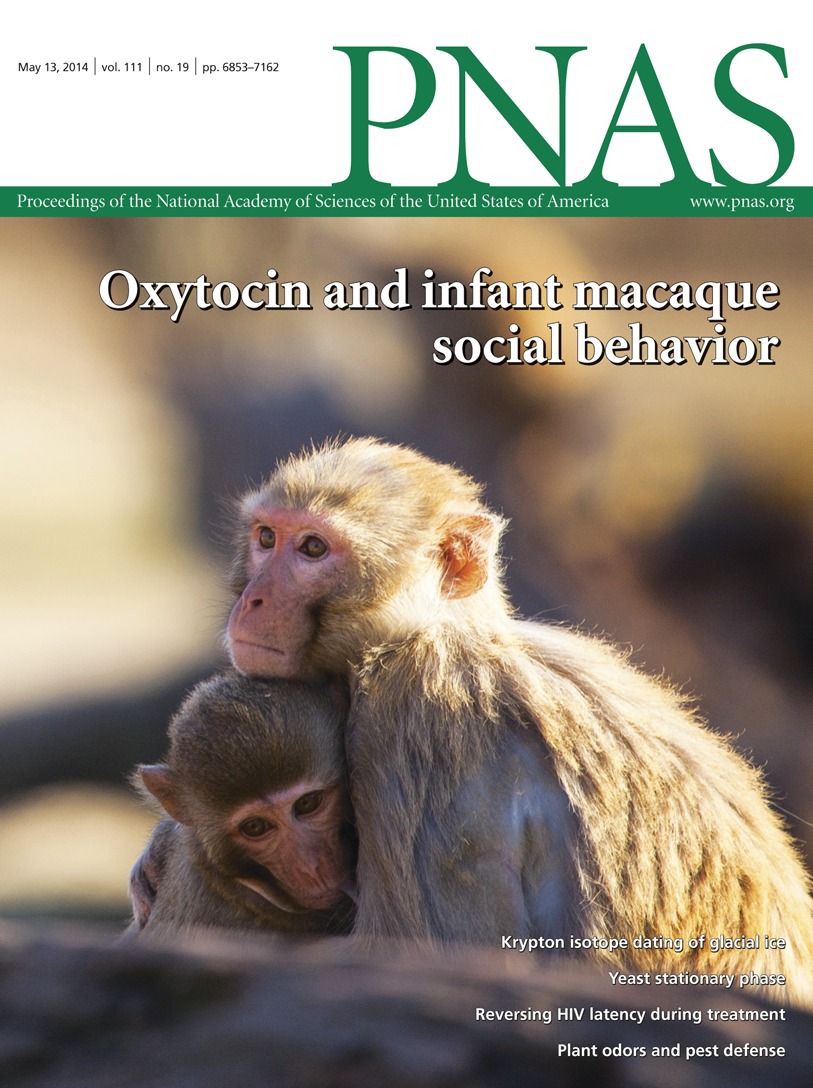 May 13, 2014 | vol. 111 | no. 19 | pp. 6853–7162
PNAS
Proceedings of the National Academy of Sciences of the United States of America www.pnas.org
Oxytocin and infant macaque
social behavior
Krypton isotope dating of glacial ice
Yeast stationary phase
Reversing HIV latency during treatment
Plant odors and pest defense